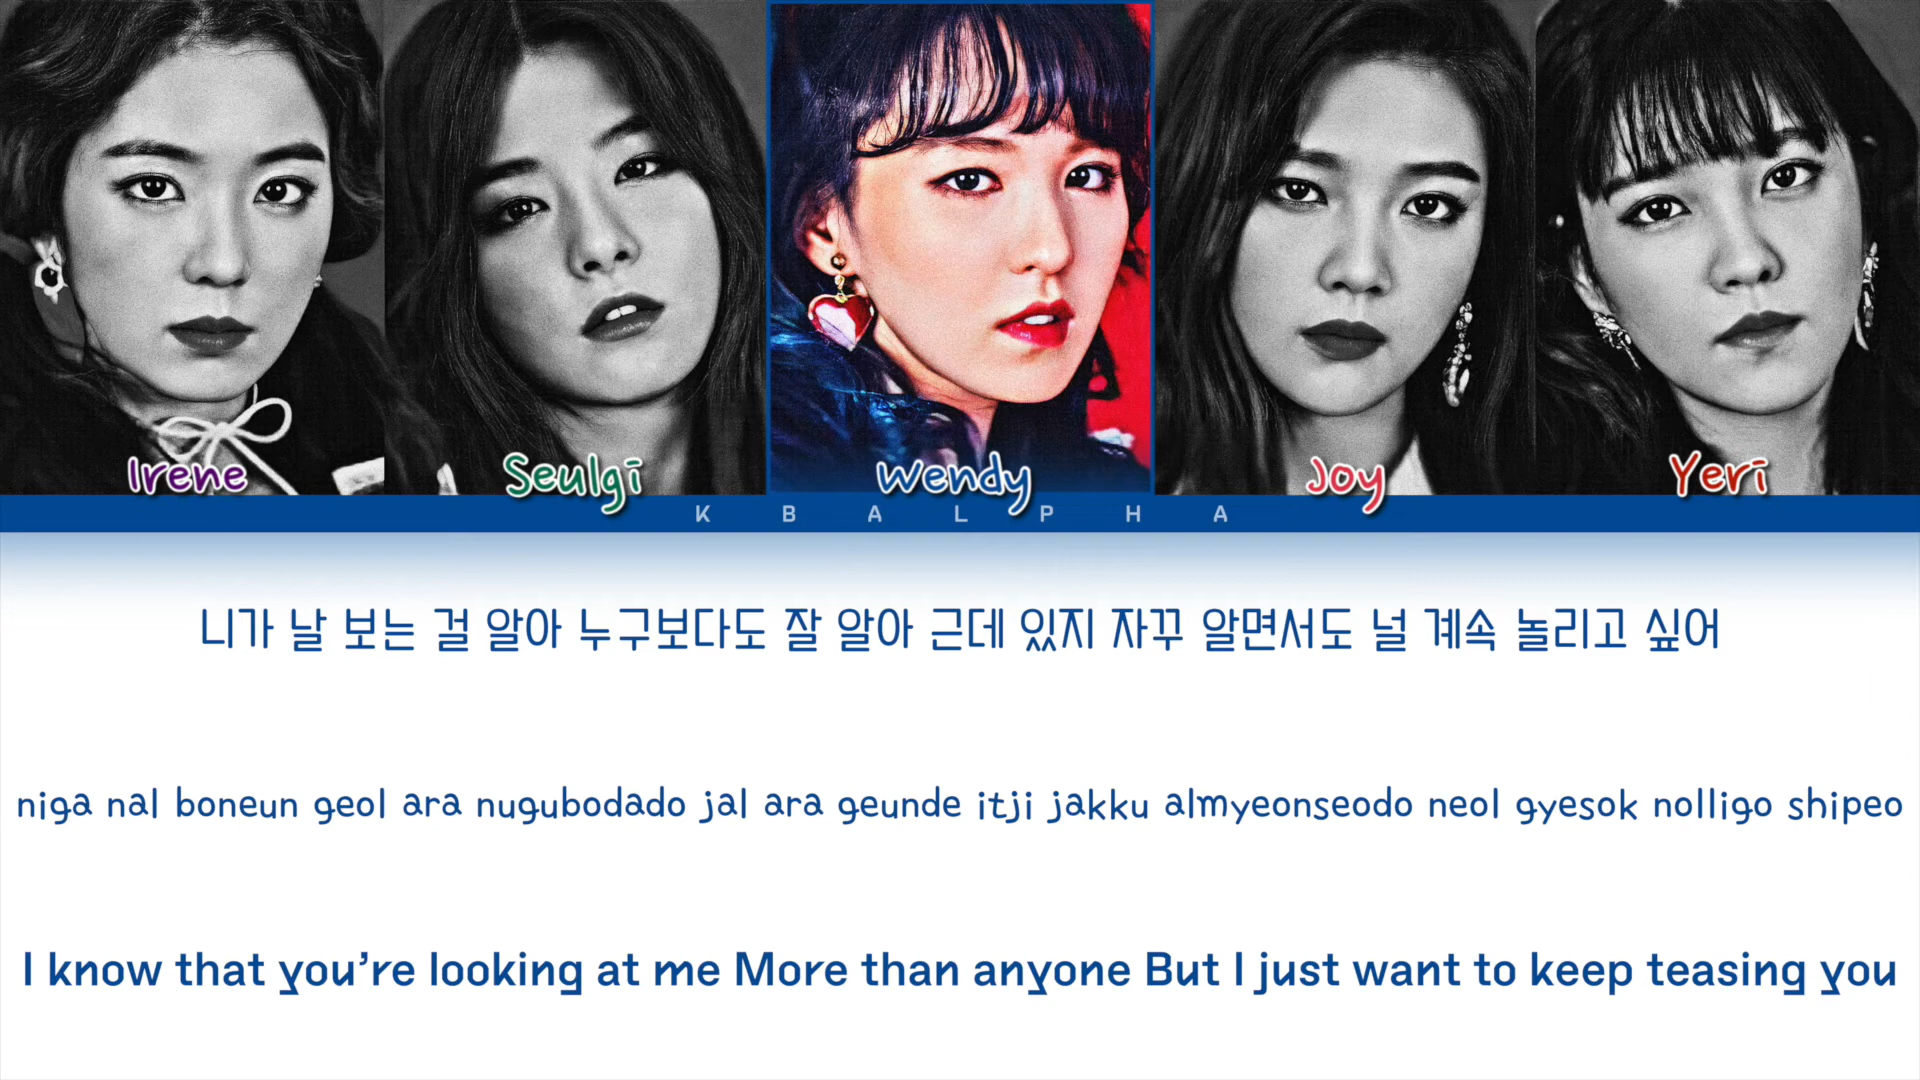 Irene Seulgi Wendy Joy Yeri
KBALPHA
니가 날 보는 걸 알아 누구보다도 잘 알아 근데 있지 자꾸 알면서도 널 계속 놀리고 싶어
niga nal boneun geol ara nugubodado jal ara geunde itji jakku almyeonseodo neol gyesok nolligo shipeo
I know that you’re looking at me More than anyone But I just want to keep teasing you